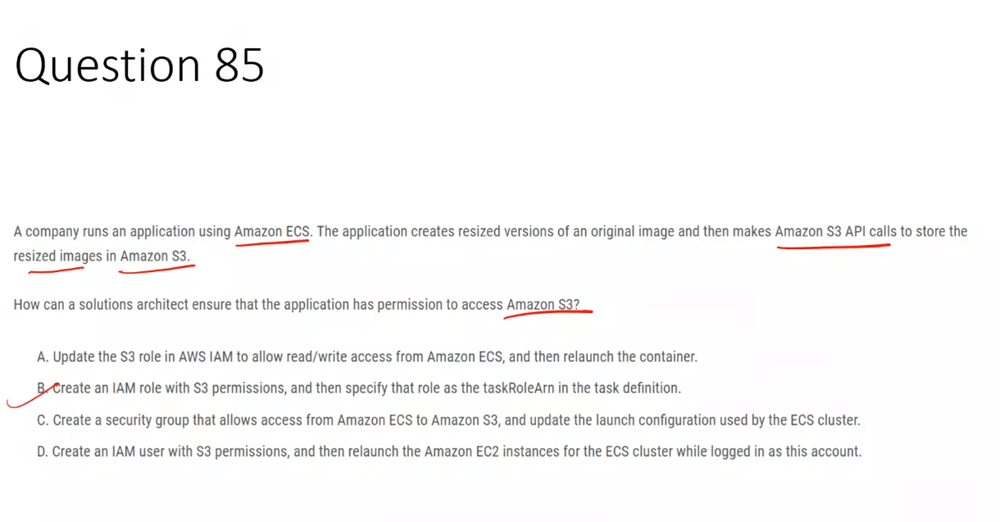 Question 85
A company runs an application using Amazon ECS. The application creates resized versions of an original image and then makes Amazon S3 API calls to store the
resized images in Amazon S3.
How can a solutions architect ensure that the application has permission to access Amazon S3?
A. Update the S3 role in AWS IAM to allow read/write access from Amazon ECS, and then relaunch the container.
B. Create an IAM role with S3 permissions, and then specify that role as the taskRoleArn in the task definition.
C. Create a security group that allows access from Amazon ECS to Amazon S3, and update the launch configuration used by the ECS cluster.
D. Create an IAM user with S3 permissions, and then relaunch the Amazon EC2 instances for the ECS cluster while logged in as this account.